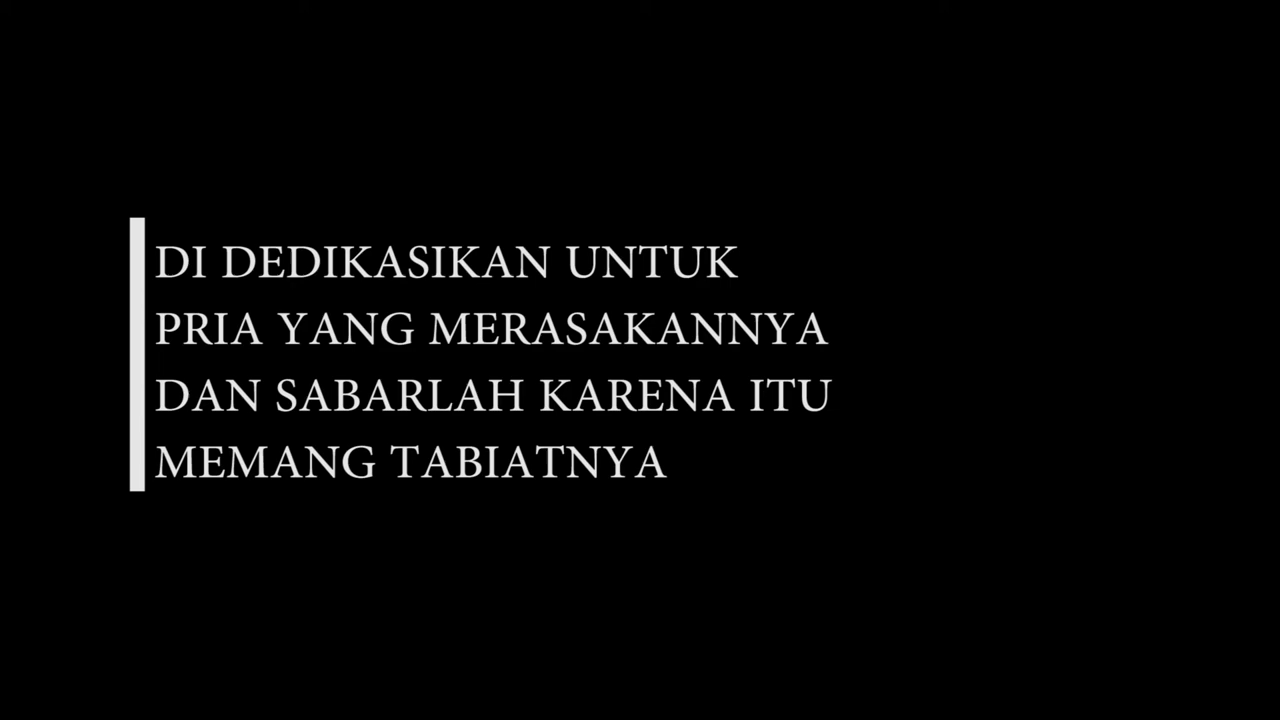 DI DEDIKASIKAN UNTUK
PRIA YANG MERASAKANNYA
DAN SABARLAH KARENA ITU
MEMANG TABIATNYA